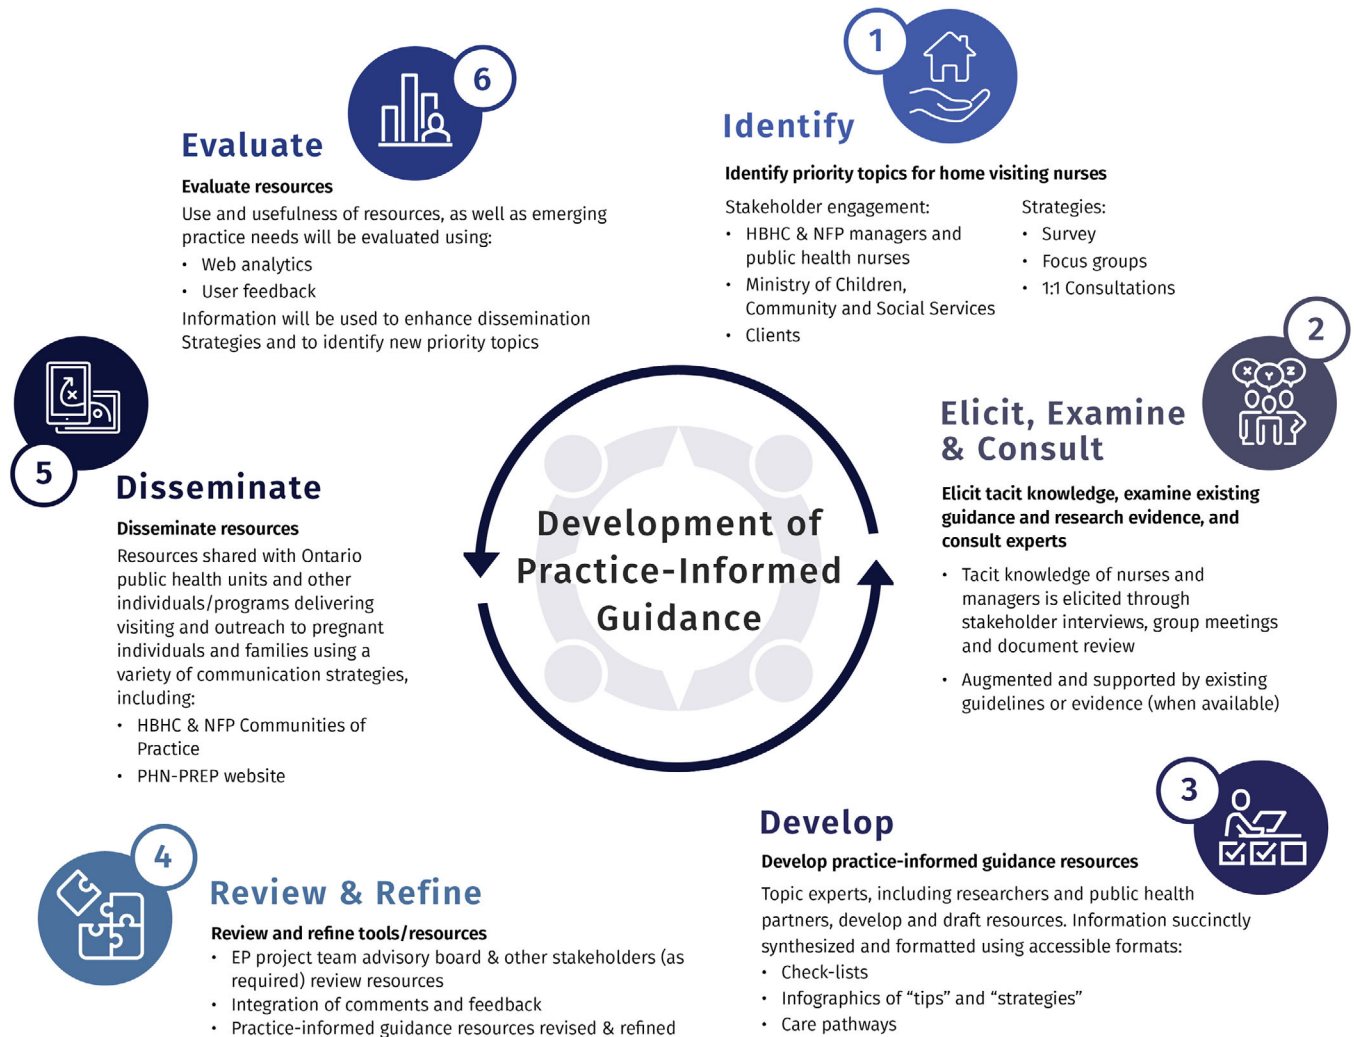 Development of
Practice-Informed
Guidance
1
Identify
Identify priority topics for home visiting nurses
Stakeholder engagement:
• HBHC & NFP managers and
public health nurses
• Ministry of Children,
Community and Social Services
• Clients
Strategies:
• Survey
• Focus groups
• 1:1 Consultations
2
X Y Z
Elicit, Examine
& Consult
Elicit tacit knowledge, examine existing
guidance and research evidence, and
consult experts
• Tacit knowledge of nurses and
managers is elicited through
stakeholder interviews, group meetings
and document review
• Augmented and supported by existing
guidelines or evidence (when available)
3
Develop
Develop practice-informed guidance resources
Topic experts, including researchers and public health
partners, develop and draft resources. Information succinctly
synthesized and formatted using accessible formats:
• Check-lists
• Infographics of “tips” and “strategies”
• Care pathways
4
Review & Refine
Review and refine tools/resources
• EP project team advisory board & other stakeholders (as
required) review resources
• Integration of comments and feedback
• Practice-informed guidance resources revised & refined
5
x
Disseminate
Disseminate resources
Resources shared with Ontario
public health units and other
individuals/programs delivering
visiting and outreach to pregnant
individuals and families using a
variety of communication strategies,
including:
• HBHC & NFP Communities of
Practice
• PHN-PREP website
6
Evaluate
Evaluate resources
Use and usefulness of resources, as well as emerging
practice needs will be evaluated using:
• Web analytics
• User feedback
Information will be used to enhance dissemination
Strategies and to identify new priority topics